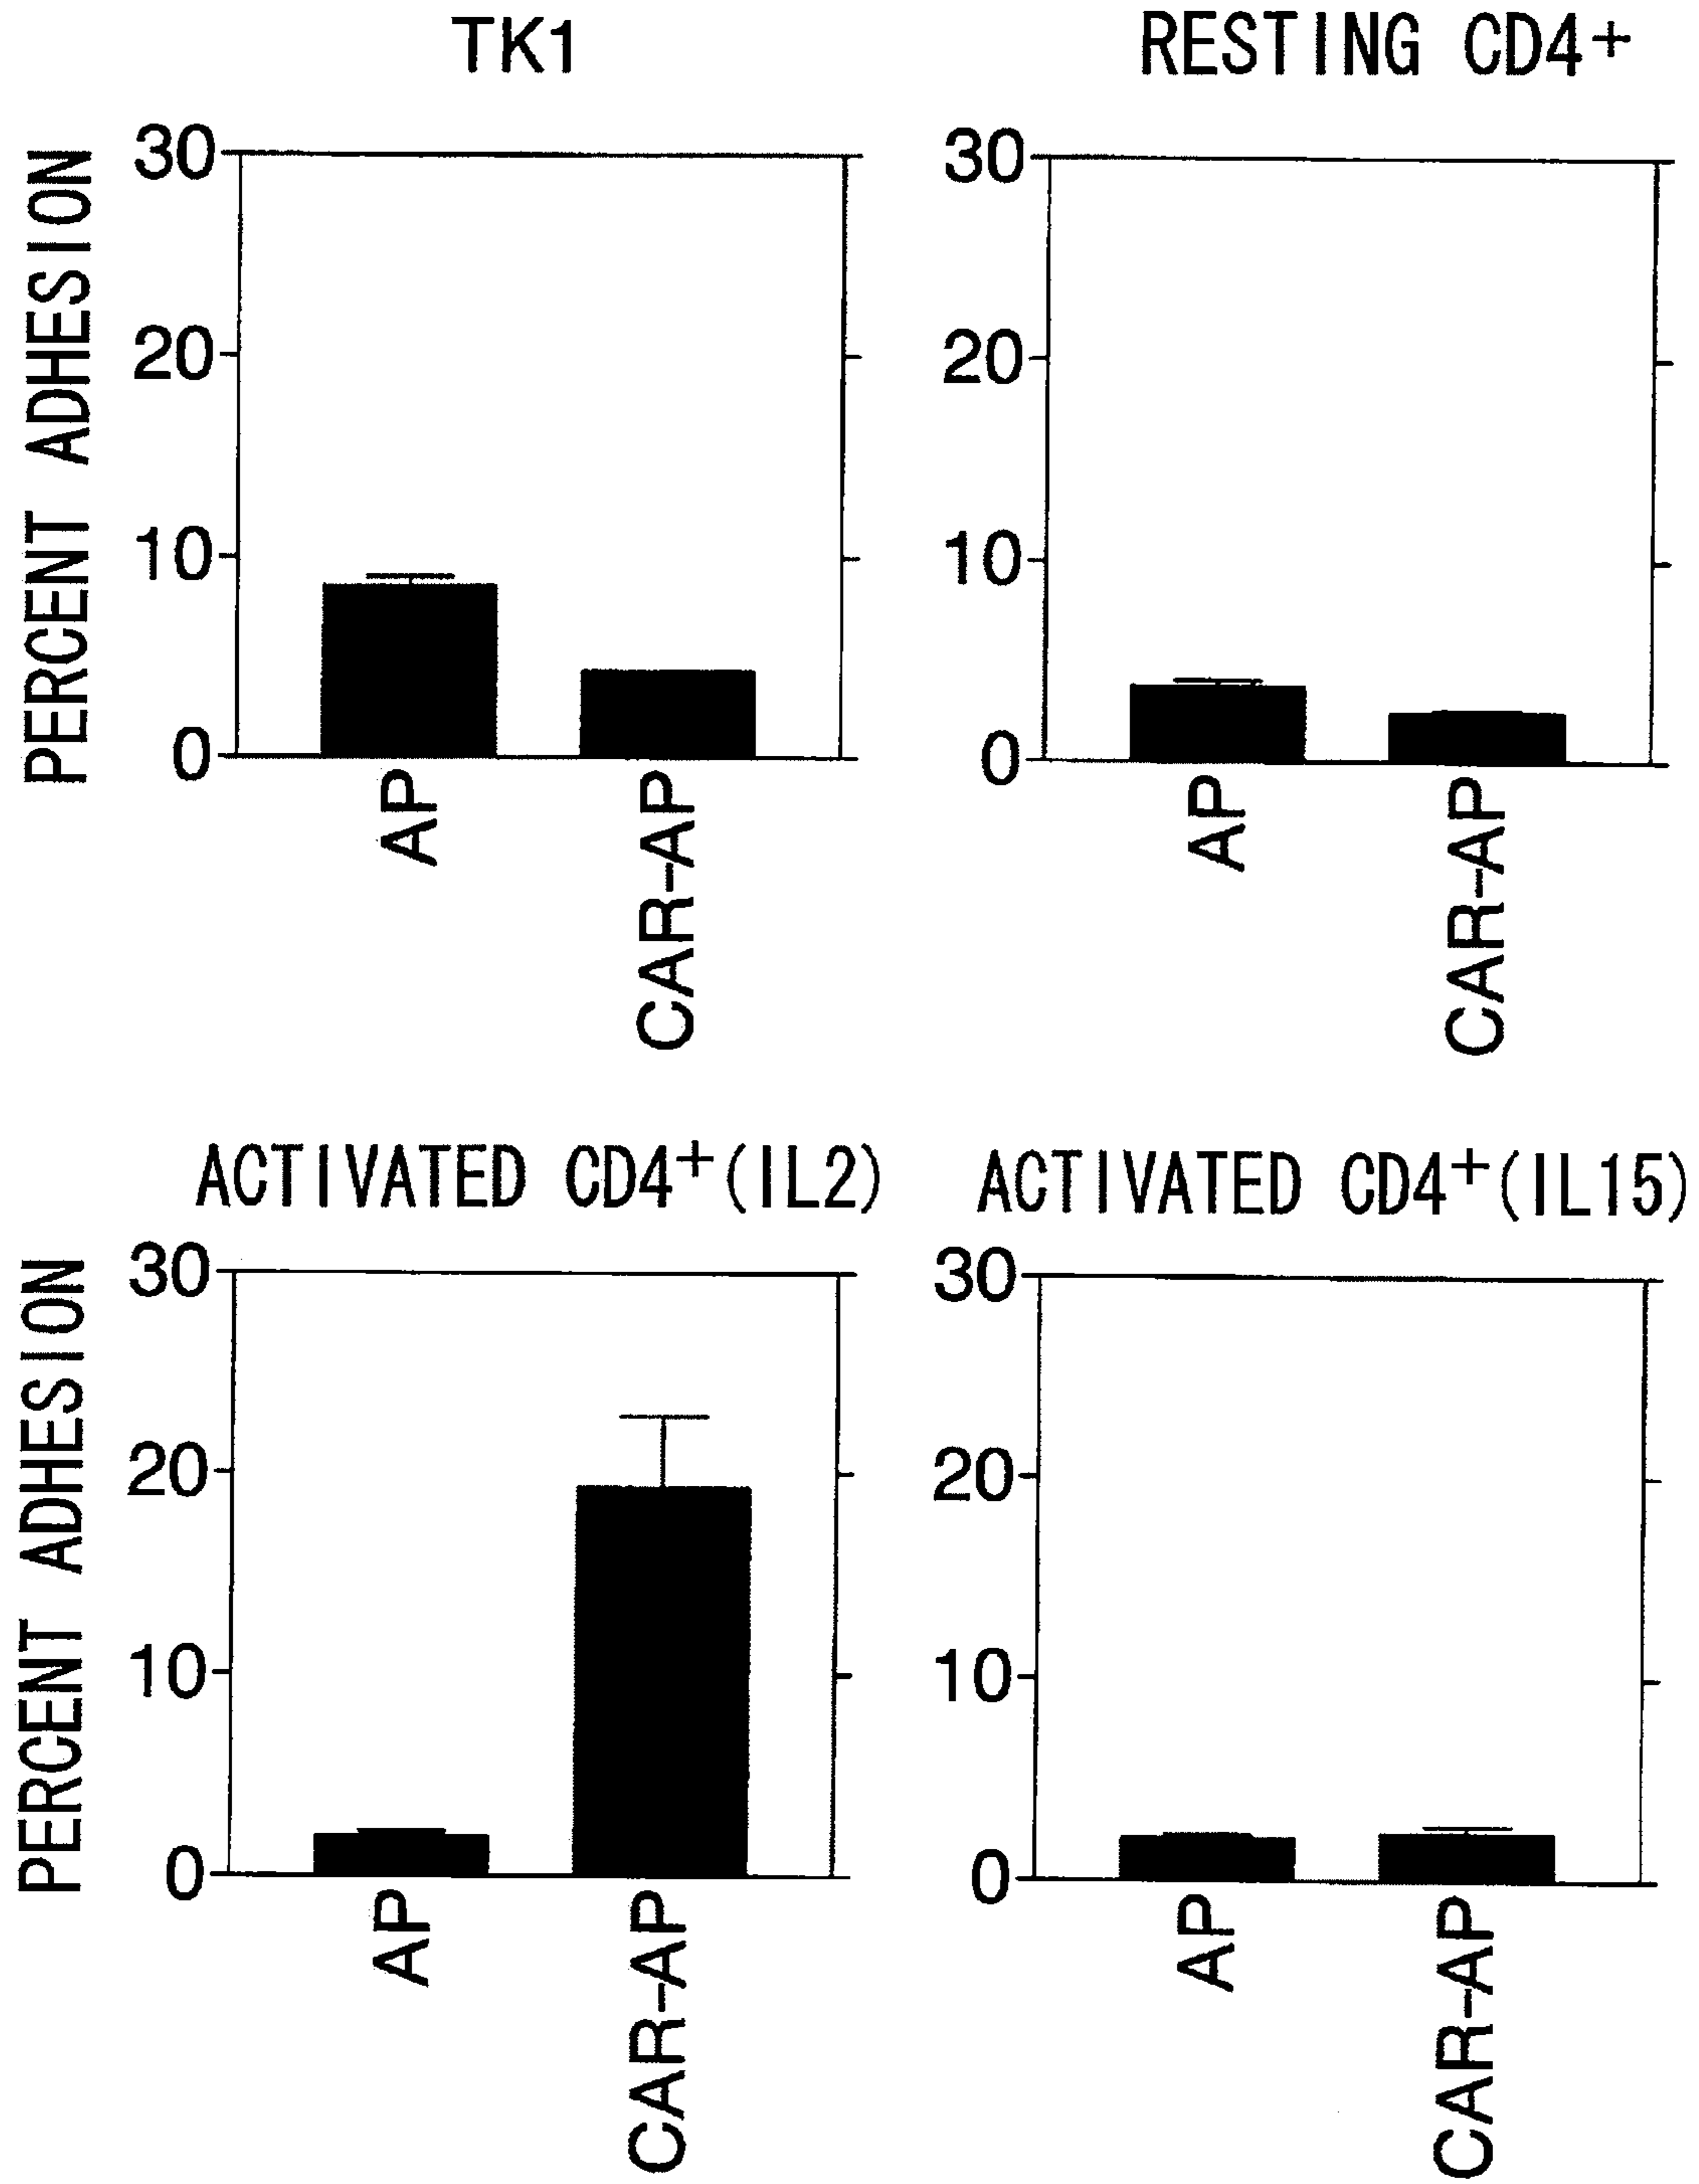 TK1
RESTING CD4+
PERCENT ADHESION
30
20
10
0
AP
CAR-AP
30
20
10
0
AP
CAR-AP
ACTIVATED CD4+(IL2)
ACTIVATED CD4+(IL15)
PERCENT ADHESION
30
20
10
0
AP
CAR-AP
30
20
10
0
AP
CAR-AP